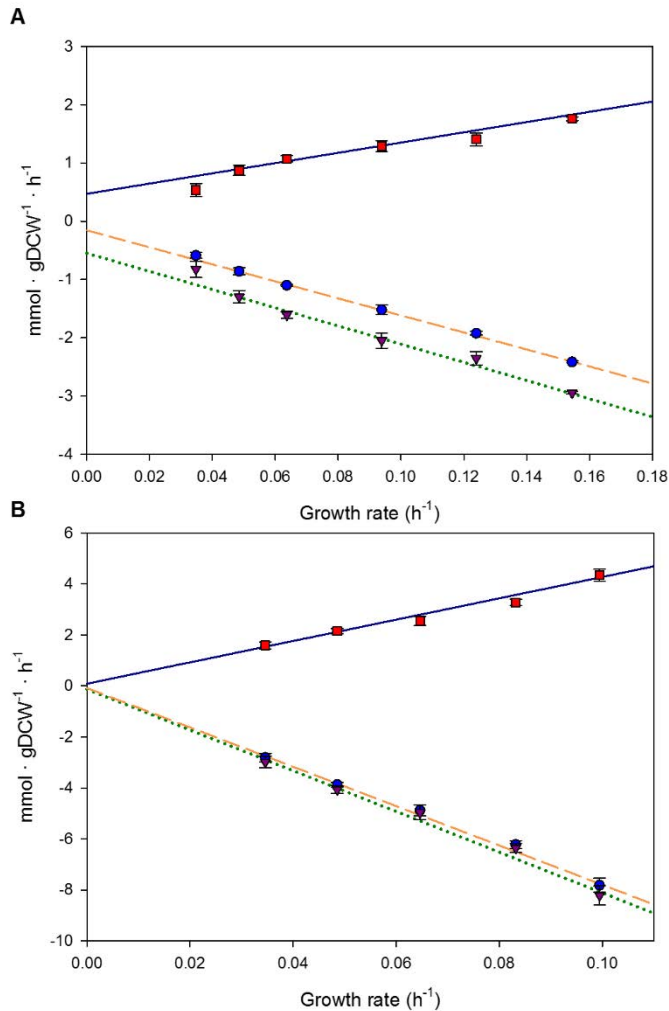 A
3
2
1
0
-1
-2
-3
-4
mmol · gDCW⁻¹ · h⁻¹
0.00 0.02 0.04 0.06 0.08 0.10 0.12 0.14 0.16 0.18
Growth rate (h⁻¹)
B
6
4
2
0
-2
-4
-6
-8
-10
mmol · gDCW⁻¹ · h⁻¹
0.00 0.02 0.04 0.06 0.08 0.10
Growth rate (h⁻¹)